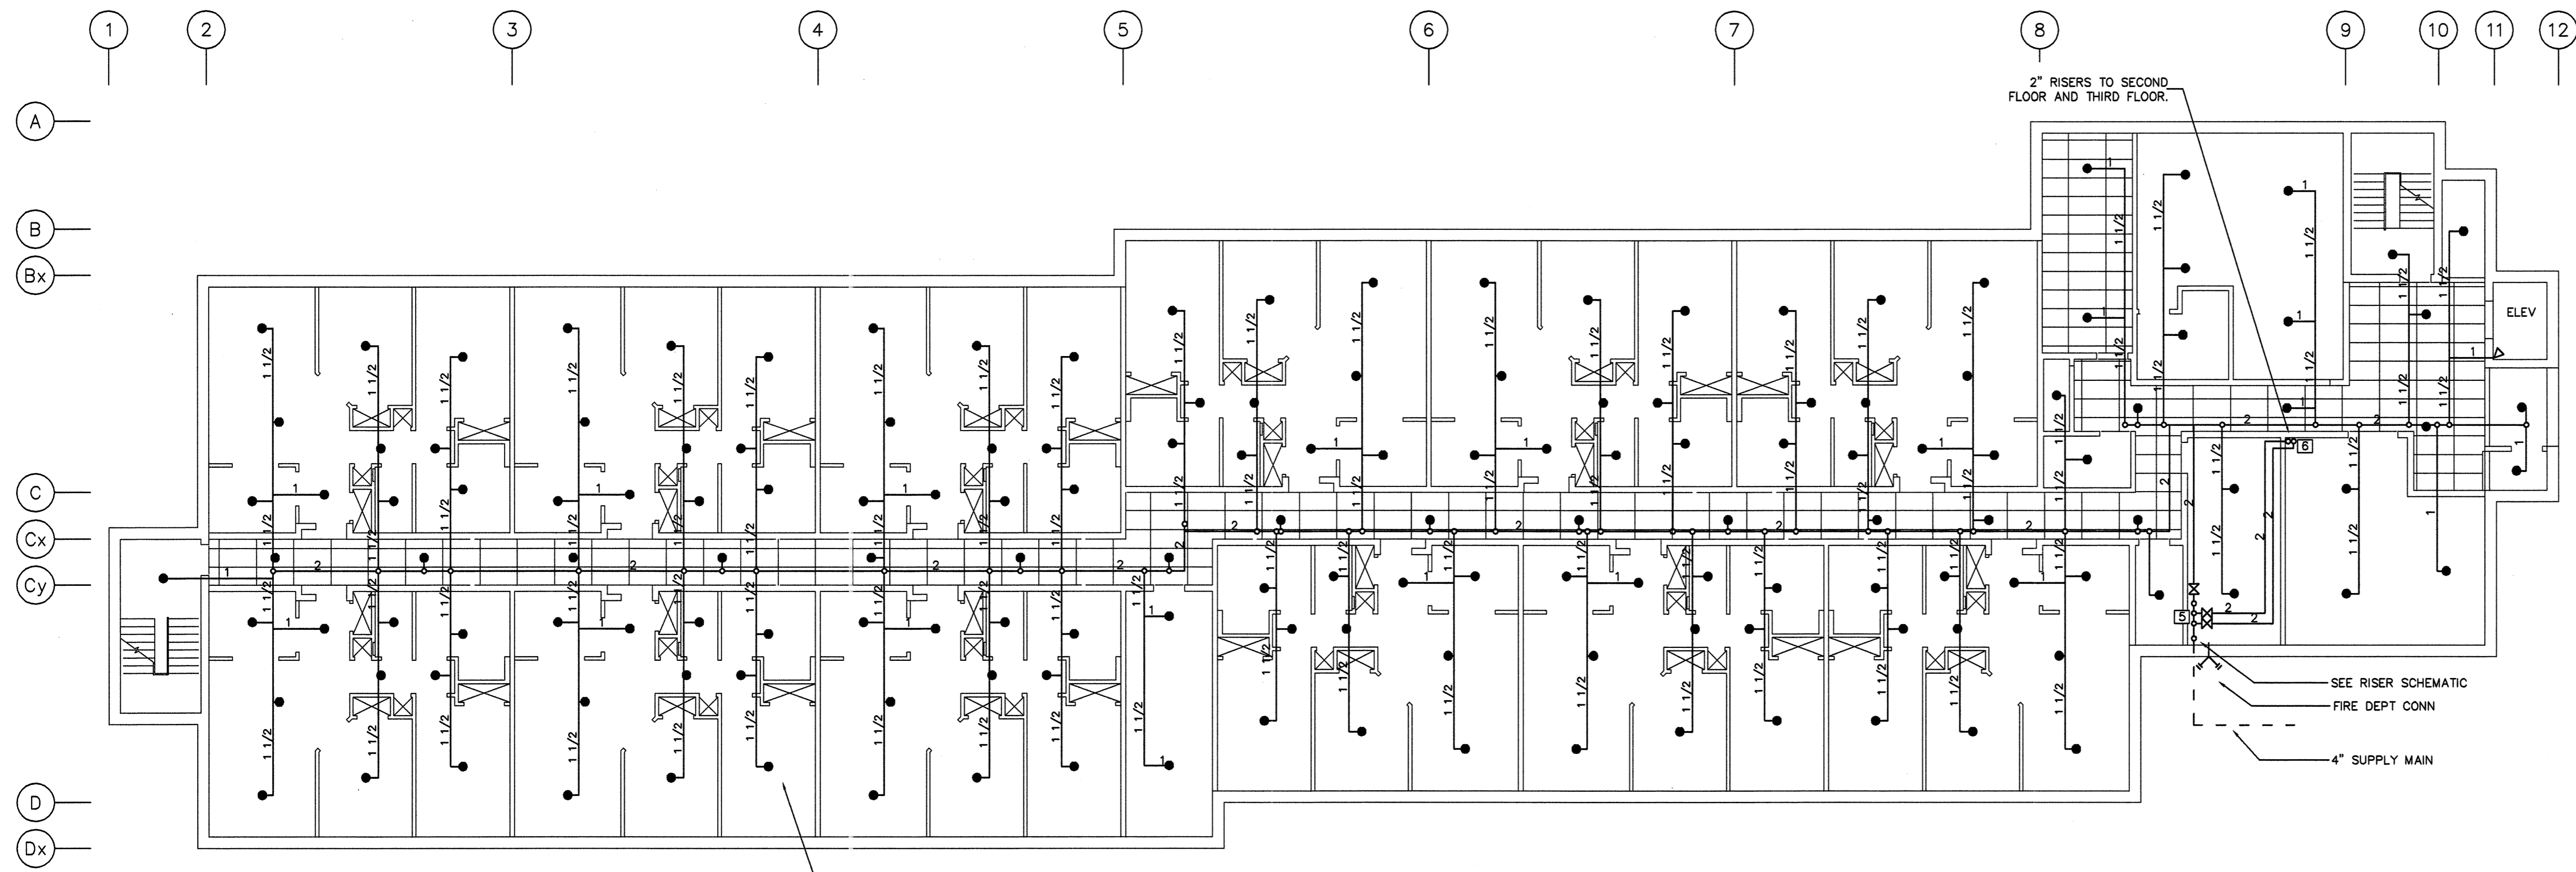 1 2 3 4 5 6 7 8 9 10 11 12
2" RISERS TO SECOND
FLOOR AND THIRD FLOOR.
A
B
Bx
C
Cx
Cy
D
Dx
ELEV
1 1/2
1
2
6
5
SEE RISER SCHEMATIC
FIRE DEPT CONN
4" SUPPLY MAIN